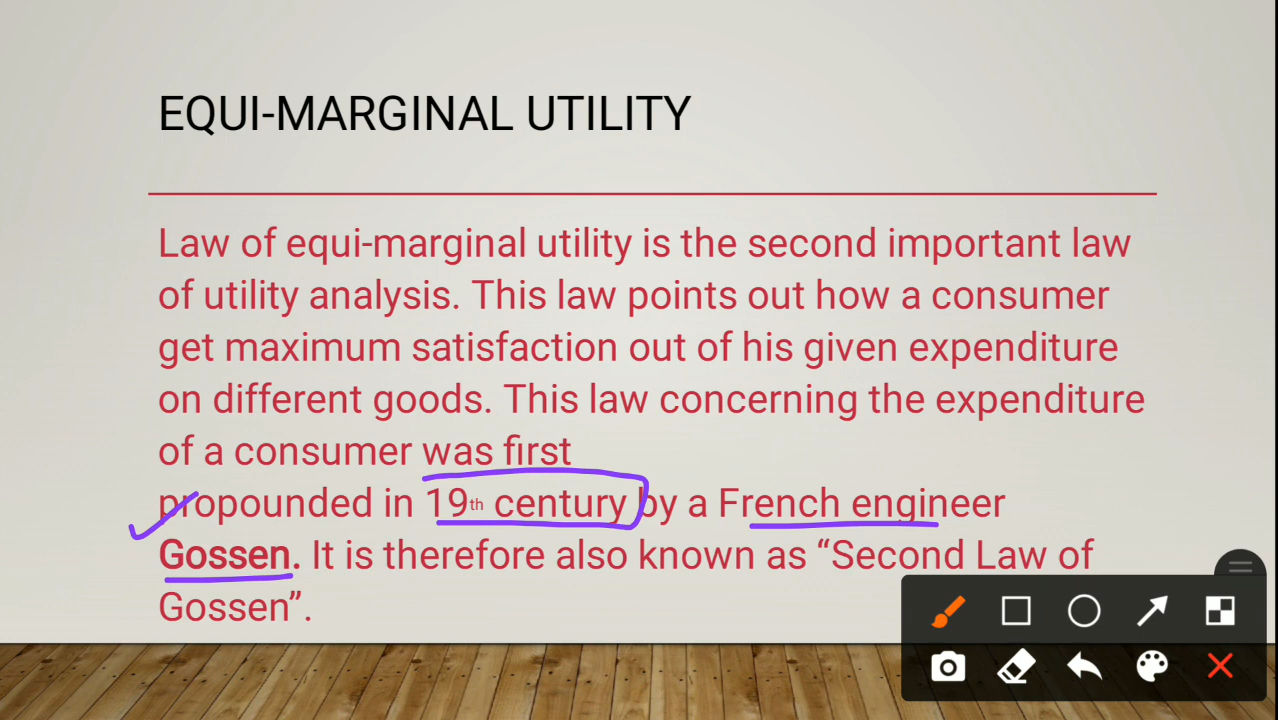 EQUI-MARGINAL UTILITY
Law of equi-marginal utility is the second important law
of utility analysis. This law points out how a consumer
get maximum satisfaction out of his given expenditure
on different goods. This law concerning the expenditure
of a consumer was first
propounded in 19th century by a French engineer
Gossen. It is therefore also known as “Second Law of
Gossen”.